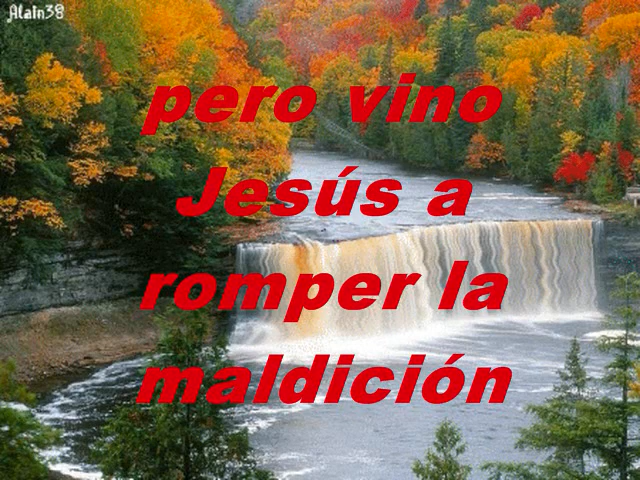 Alain38
pero vino
Jesús a
romper la
maldición